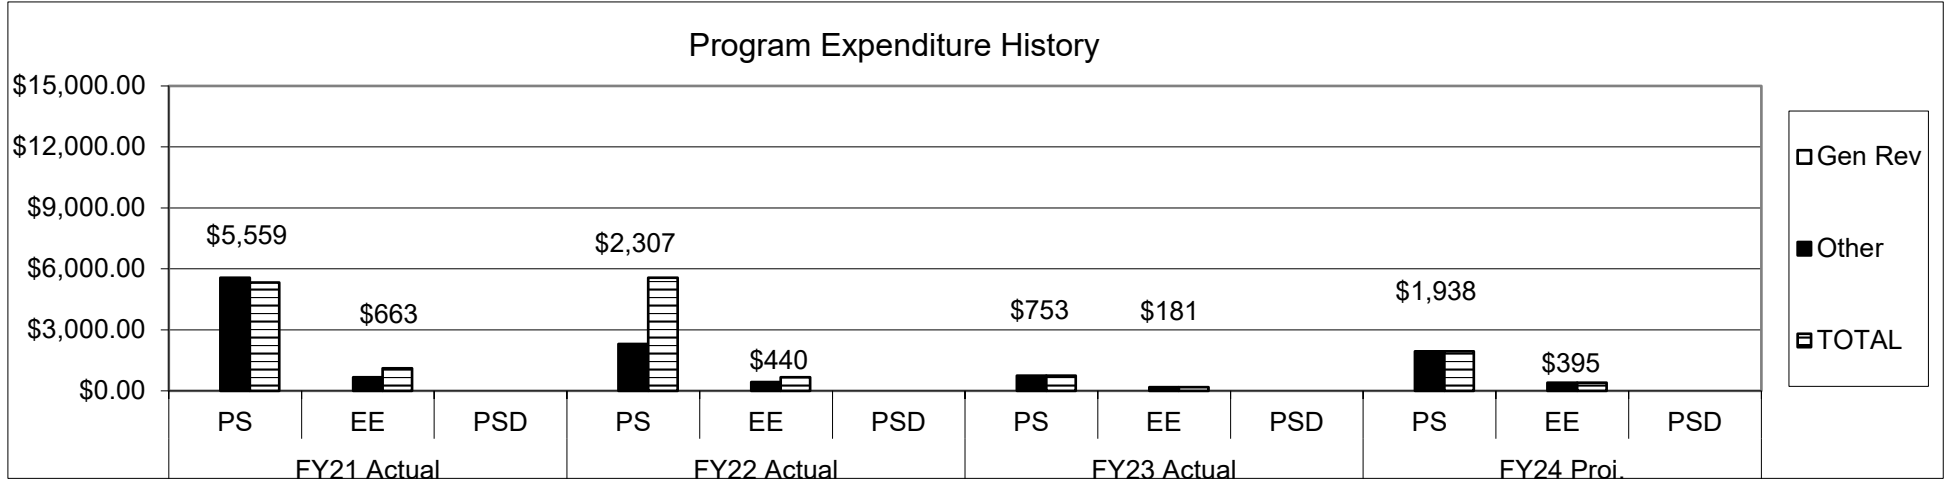 Program Expenditure History
$15,000.00
$12,000.00
$9,000.00
$6,000.00
$3,000.00
$0.00
$5,559
$663
$2,307
$440
$753
$181
$1,938
$395
PS EE PSD PS EE PSD PS EE PSD PS EE PSD
FY21 Actual FY22 Actual FY23 Actual FY24 Proj.
Gen Rev
Other
TOTAL